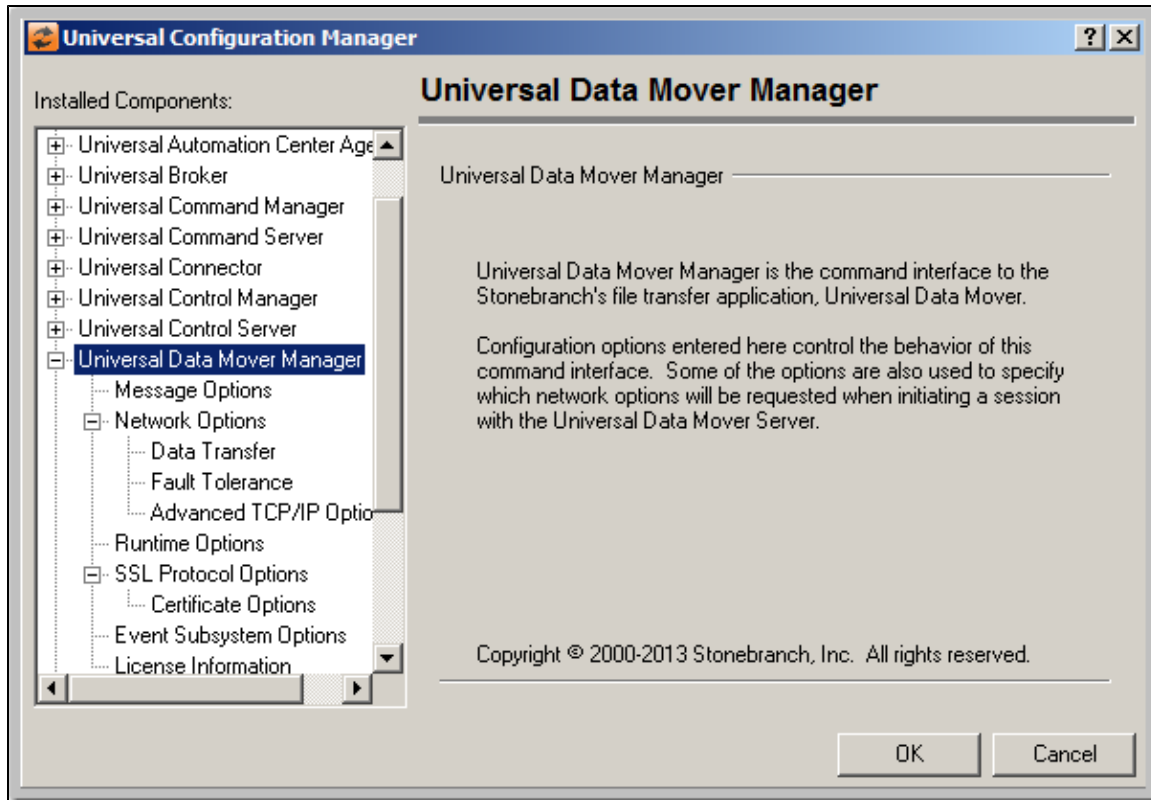 Universal Configuration Manager
Installed Components:
Universal Automation Center Age
Universal Broker
Universal Command Manager
Universal Command Server
Universal Connector
Universal Control Manager
Universal Control Server
Universal Data Mover Manager
Message Options
Network Options
Data Transfer
Fault Tolerance
Advanced TCP/IP Optio
Runtime Options
SSL Protocol Options
Certificate Options
Event Subsystem Options
License Information
Universal Data Mover Manager
Universal Data Mover Manager
Universal Data Mover Manager is the command interface to the
Stonebranch's file transfer application, Universal Data Mover.
Configuration options entered here control the behavior of this
command interface. Some of the options are also used to specify
which network options will be requested when initiating a session
with the Universal Data Mover Server.
Copyright © 2000-2013 Stonebranch, Inc. All rights reserved.
OK
Cancel